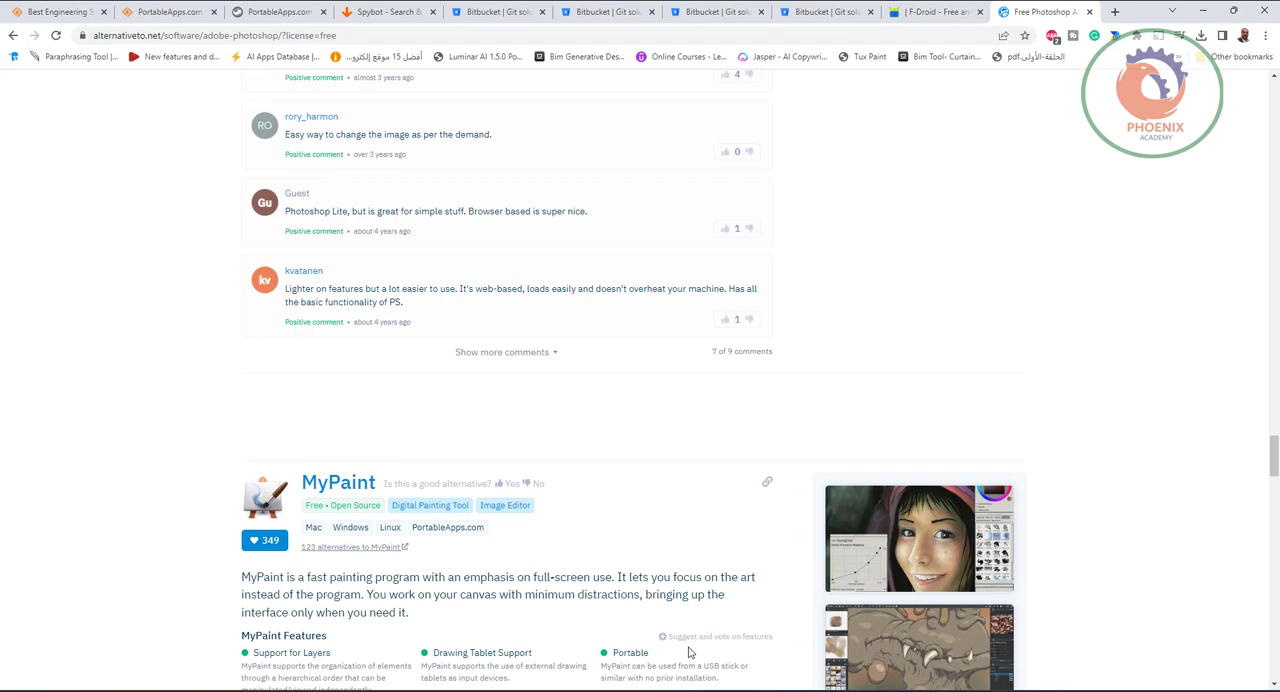 Best Engineering S
PortableApps.com
PortableApps.com
Spybot - Search &
Bitbucket | Git solu
Bitbucket | Git solu
Bitbucket | Git solu
Bitbucket | Git solu
| F-Droid - Free an
Free Photoshop Al
alternativeto.net/software/adobe-photoshop/?license=free
Paraphrasing Tool |
New features and d...
AI Apps Database |
أفضل 15 موقع إلكترو...
Luminar AI 1.5.0 Po...
Bim Generative Des...
Online Courses - Le...
Jasper - AI Copywri...
Tux Paint
Bim Tool- Curtain...
الحلقة-الأولى.pdf
Other bookmarks
PHOENIX
ACADEMY
Positive comment • almost 3 years ago
4
RO
rory_harmon
Easy way to change the image as per the demand.
Positive comment • over 3 years ago
0
Gu
Guest
Photoshop Lite, but is great for simple stuff. Browser based is super nice.
Positive comment • about 4 years ago
1
kv
kvatanen
Lighter on features but a lot easier to use. It's web-based, loads easily and doesn't overheat your machine. Has all
the basic functionality of PS.
Positive comment • about 4 years ago
1
Show more comments
7 of 9 comments
MyPaint Is this a good alternative? Yes No
Free • Open Source Digital Painting Tool Image Editor
Mac Windows Linux PortableApps.com
349
123 alternatives to MyPaint
MyPaint is a fast painting program with an emphasis on full-screen use. It lets you focus on the art
instead of the program. You work on your canvas with minimum distractions, bringing up the
interface only when you need it.
MyPaint Features
Suggest and vote on features
Support for Layers
MyPaint supports the organization of elements
through a hierarchical order that can be
manipulated/viewed independently
Drawing Tablet Support
MyPaint supports the use of external drawing
tablets as input devices.
Portable
MyPaint can be used from a USB stick or
similar with no prior installation.